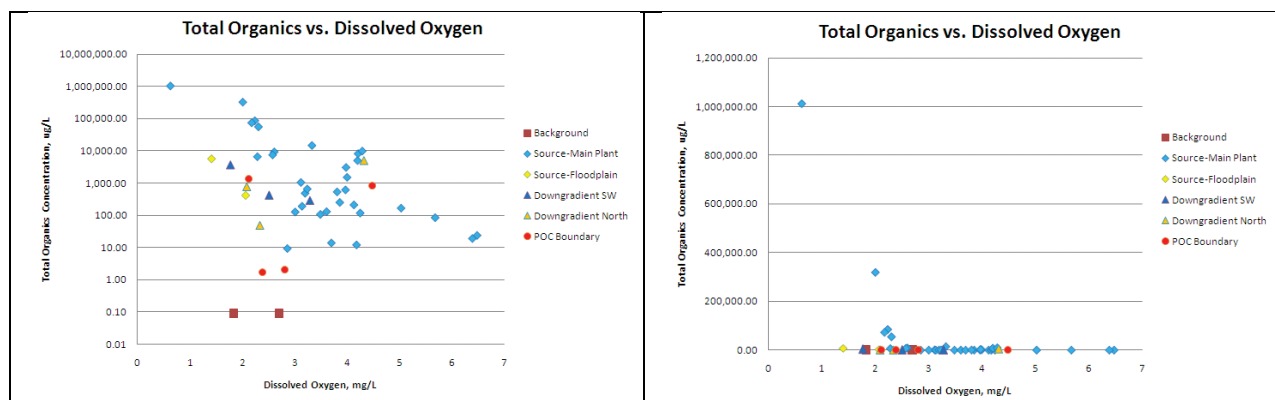 Total Organics vs. Dissolved Oxygen
Total Organics Concentration, ug/L
10,000,000.00
1,000,000.00
100,000.00
10,000.00
1,000.00
100.00
10.00
1.00
0.10
0.01
0 1 2 3 4 5 6 7
Dissolved Oxygen, mg/L
Background
Source-Main Plant
Source-Floodplain
Downgradient SW
Downgradient North
POC Boundary
Total Organics vs. Dissolved Oxygen
Total Organics Concentration, ug/L
1,200,000.00
1,000,000.00
800,000.00
600,000.00
400,000.00
200,000.00
0.00
0 1 2 3 4 5 6 7
Dissolved Oxygen, mg/L
Background
Source-Main Plant
Source-Floodplain
Downgradient SW
Downgradient North
POC Boundary